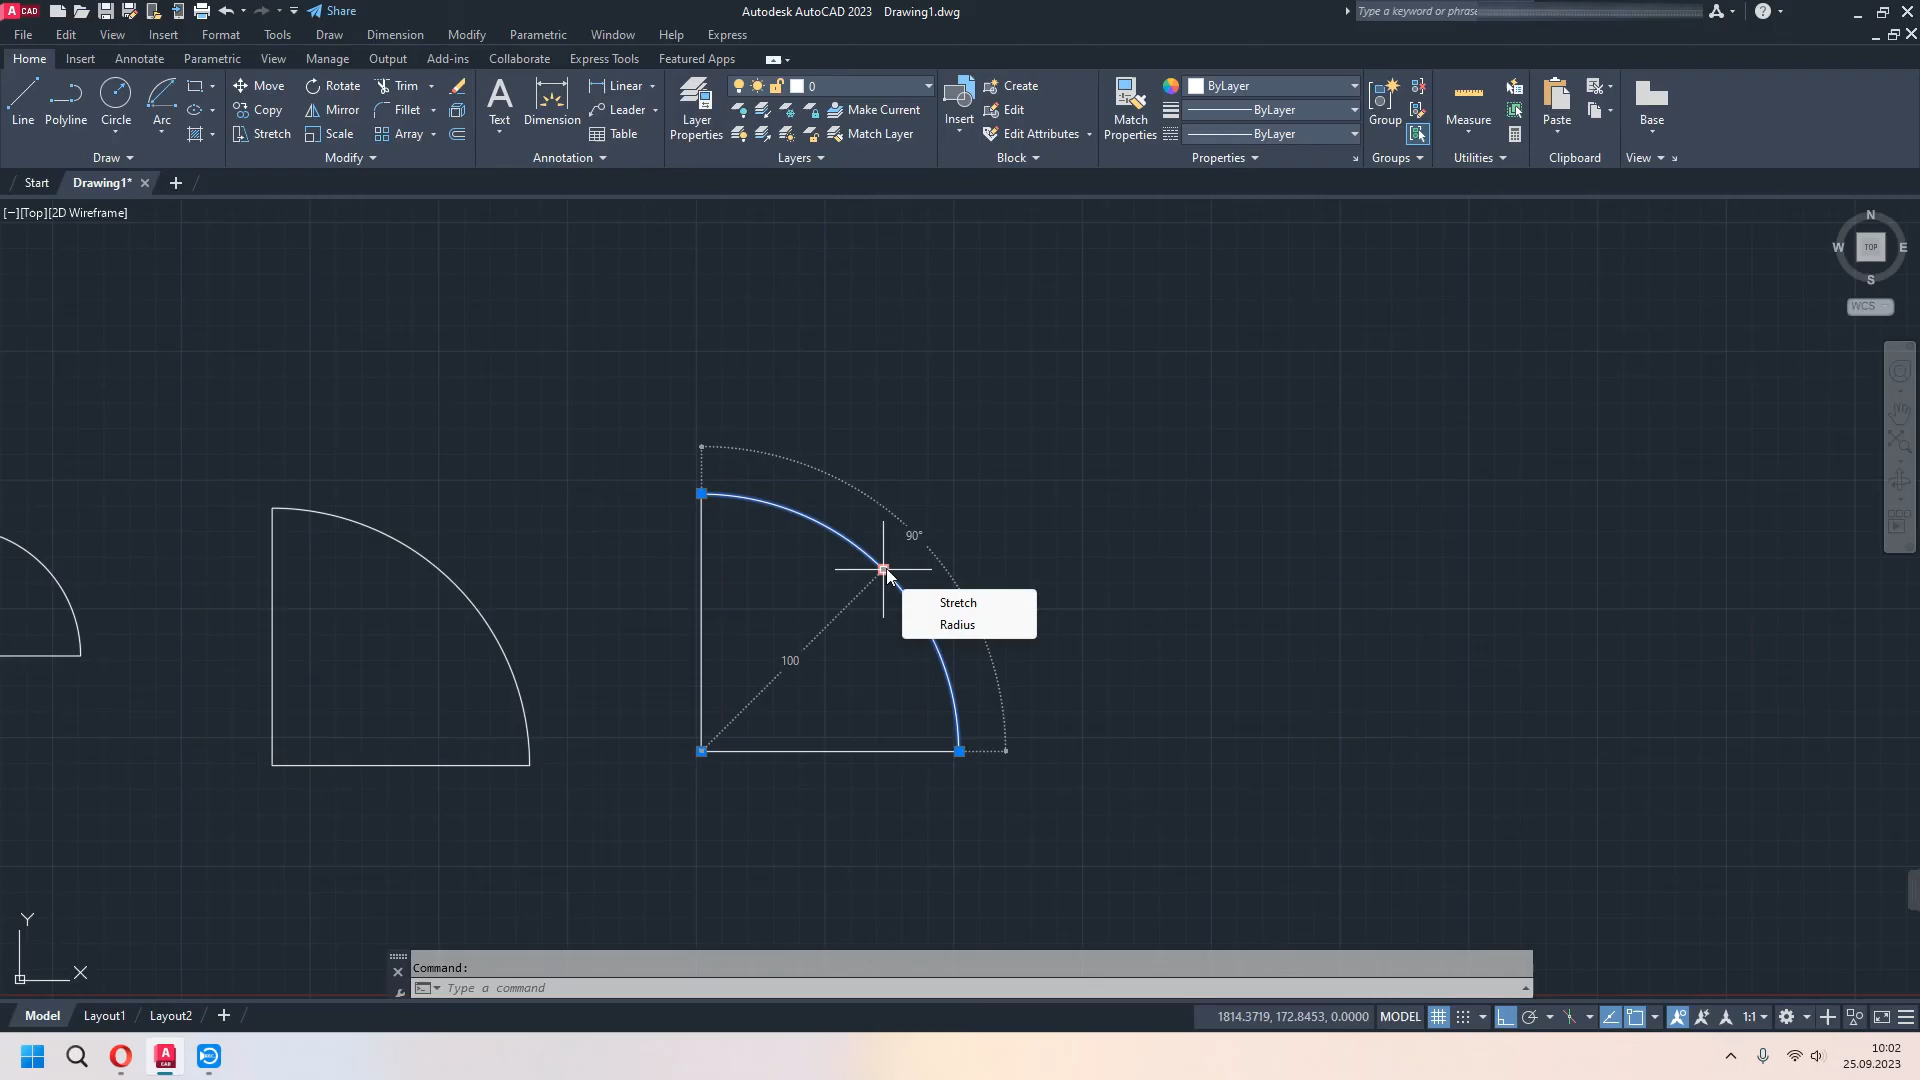 A CAD
Share
Autodesk AutoCAD 2023 Drawing1.dwg
Type a keyword or phrase
File Edit View Insert Format Tools Draw Dimension Modify Parametric Window Help Express
Home Insert Annotate Parametric View Manage Output Add-ins Collaborate Express Tools Featured Apps
Line Polyline Circle Arc
Move Rotate Trim
Copy Mirror Fillet
Stretch Scale Array
Text Dimension
Linear
Leader
Table
Layer Properties
0
Make Current
Match Layer
Insert
Create
Edit
Edit Attributes
Match Properties
ByLayer
ByLayer
ByLayer
Group
Measure
Paste
Base
Draw Modify Annotation Layers Block Properties Groups Utilities Clipboard View
Start Drawing1*
[−][Top][2D Wireframe]
N
W TOP E
S
WCS
90°
Stretch
Radius
100
Y
X
Command:
Type a command
Model Layout1 Layout2
1814.3719, 172.8453, 0.0000 MODEL 1:1
A CAD
10:02
25.09.2023